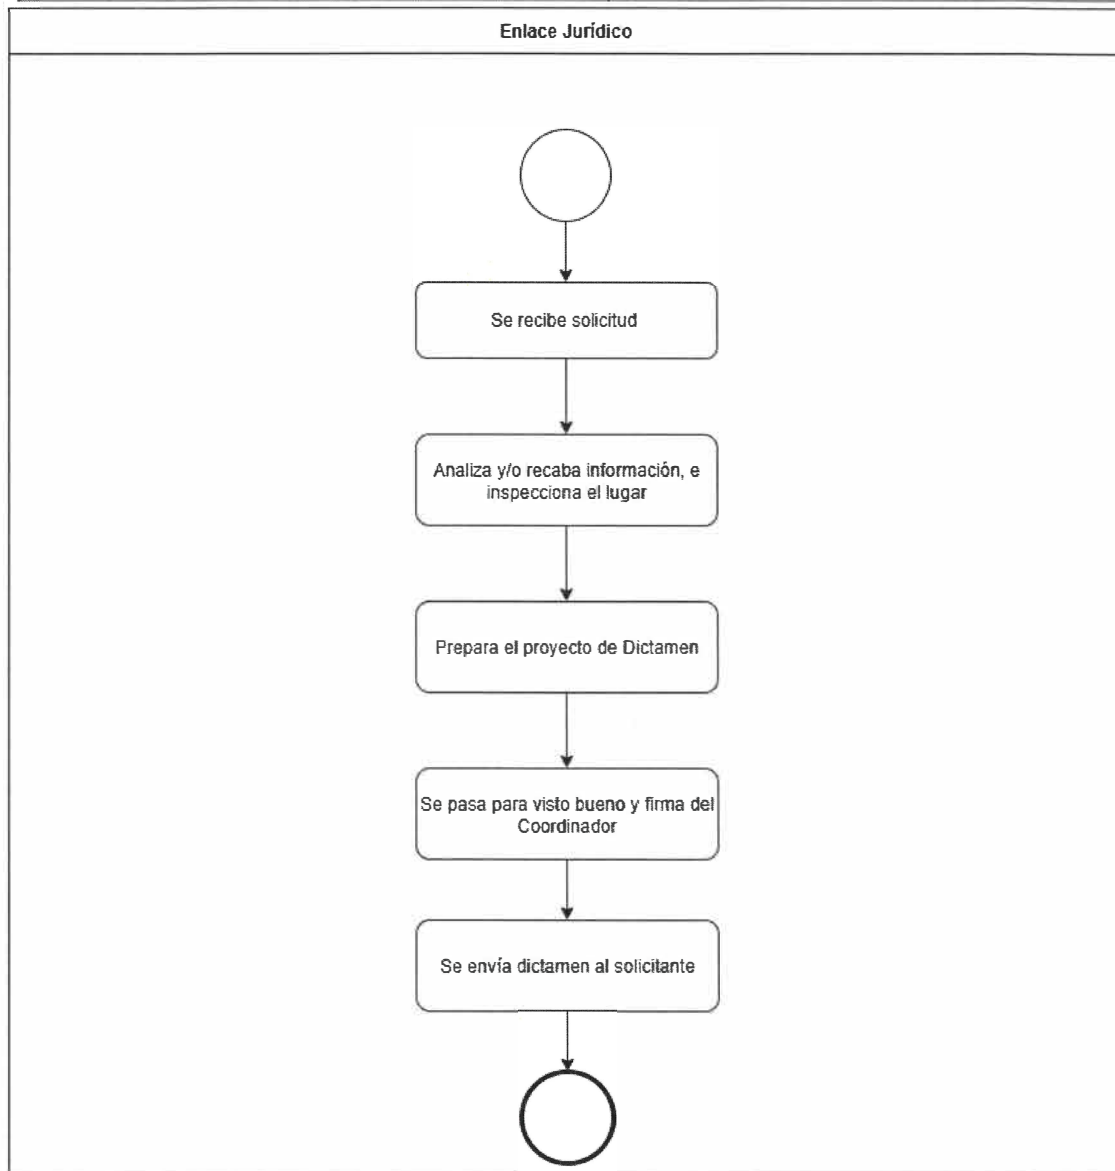 Enlace Jurídico
Se recibe solicitud
Analiza y/o recaba información, e
inspecciona el lugar
Prepara el proyecto de Dictamen
Se pasa para visto bueno y firma del
Coordinador
Se envía dictamen al solicitante